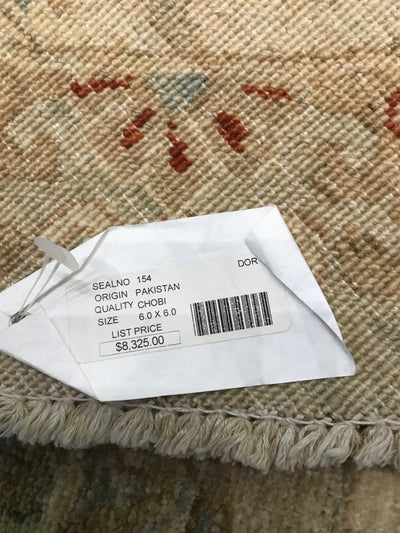 SEALNO 154
DOR
ORIGIN PAKISTAN
QUALITY CHOBI
SIZE 6.0 X 6.0
LIST PRICE
$8,325.00